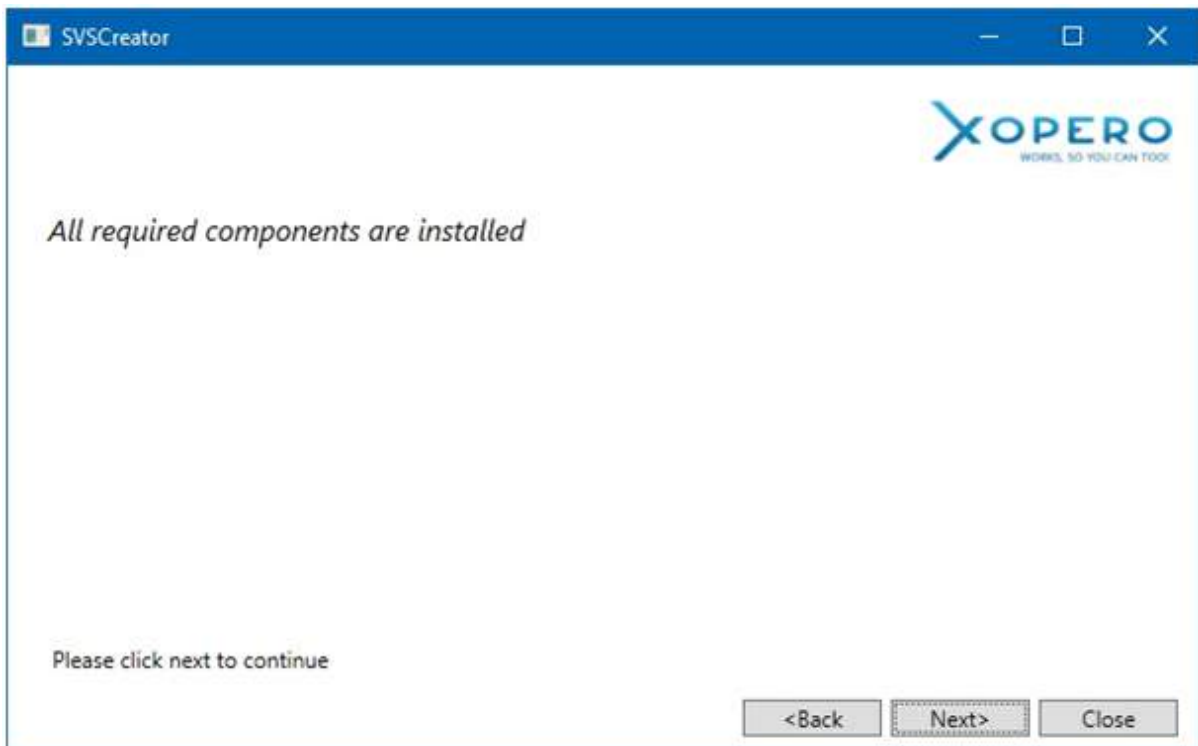 SVSCreator
XOPERO
WORKS, SO YOU CAN TOO!
All required components are installed
Please click next to continue
<Back
Next>
Close